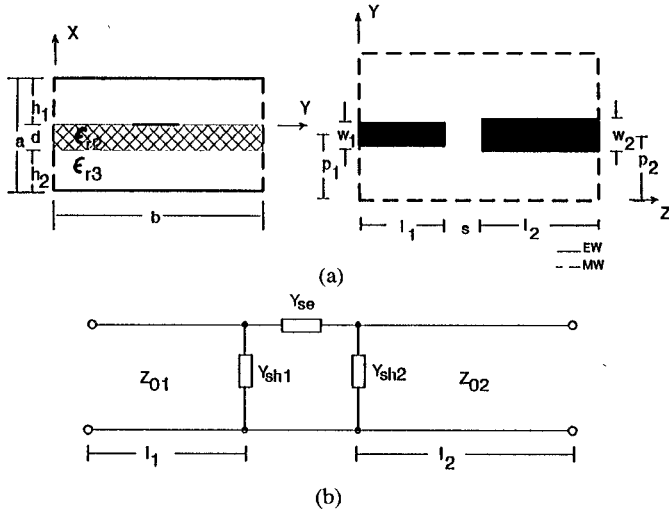 X
Y
h1
d
a
h2
εr2
εr3
Y
b
w1
p1
w2
p2
Z
l1
s
l2
EW
MW
(a)
Yse
Ysh1
Ysh2
Z01
Z02
l1
l2
(b)